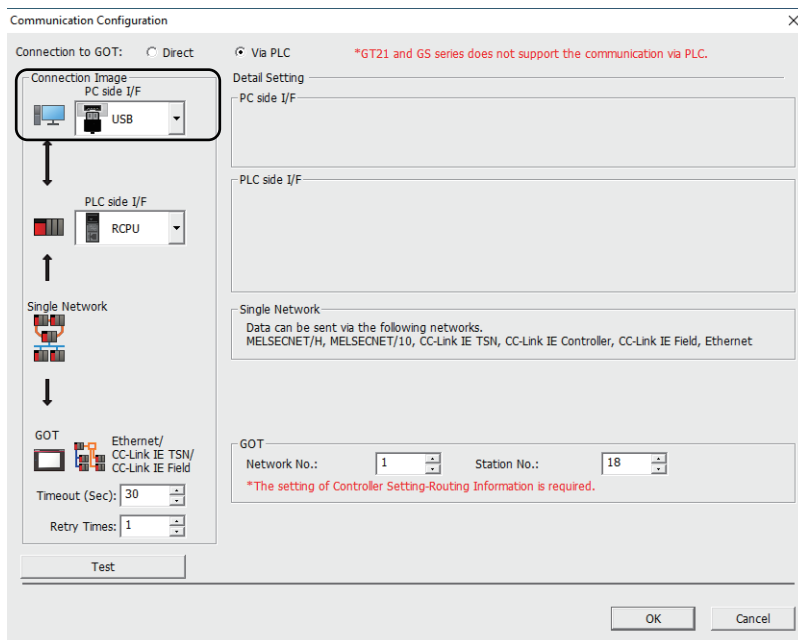 Communication Configuration
Connection to GOT: Direct Via PLC *GT21 and GS series does not support the communication via PLC.
Connection Image
PC side I/F
USB
PLC side I/F
RCPU
Single Network
GOT
Ethernet/
CC-Link IE TSN/
CC-Link IE Field
Timeout (Sec): 30
Retry Times: 1
Test
Detail Setting
PC side I/F
PLC side I/F
Single Network
Data can be sent via the following networks.
MELSECNET/H, MELSECNET/10, CC-Link IE TSN, CC-Link IE Controller, CC-Link IE Field, Ethernet
GOT
Network No.: 1 Station No.: 18
*The setting of Controller Setting-Routing Information is required.
OK Cancel